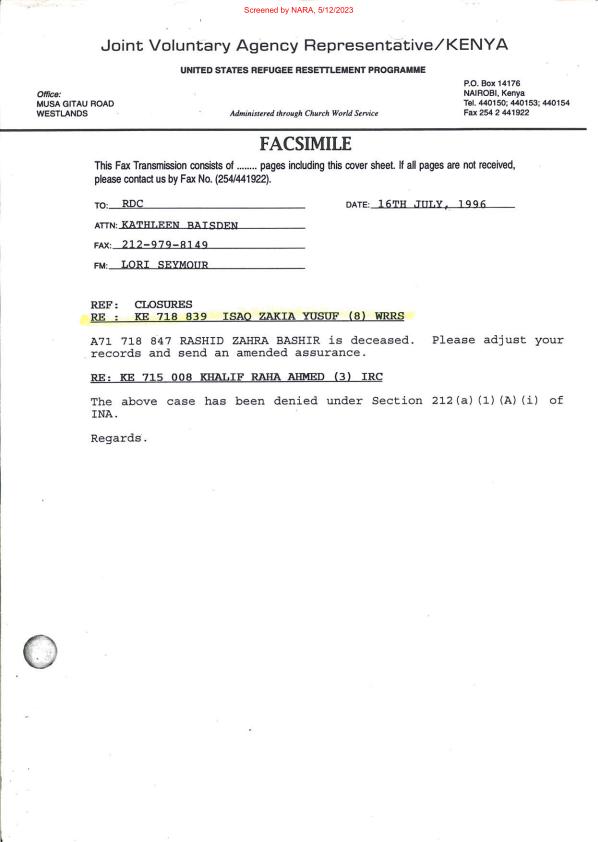 Screened by NARA, 5/12/2023
Joint Voluntary Agency Representative/KENYA
UNITED STATES REFUGEE RESETTLEMENT PROGRAMME
Office:
MUSA GITAU ROAD
WESTLANDS
Administered through Church World Service
P.O. Box 14176
NAIROBI, Kenya
Tel. 440150; 440153; 440154
Fax 254 2 441922
FACSIMILE
This Fax Transmission consists of ........ pages including this cover sheet. If all pages are not received,
please contact us by Fax No. (254/441922).
TO: RDC DATE: 16TH JULY, 1996
ATTN: KATHLEEN BAISDEN
FAX: 212-979-8149
FM: LORI SEYMOUR
REF: CLOSURES
RE : KE 718 839 ISAQ ZAKIA YUSUF (8) WRRS
A71 718 847 RASHID ZAHRA BASHIR is deceased. Please adjust your
records and send an amended assurance.
RE: KE 715 008 KHALIF RAHA AHMED (3) IRC
The above case has been denied under Section 212(a)(1)(A)(i) of
INA.
Regards.